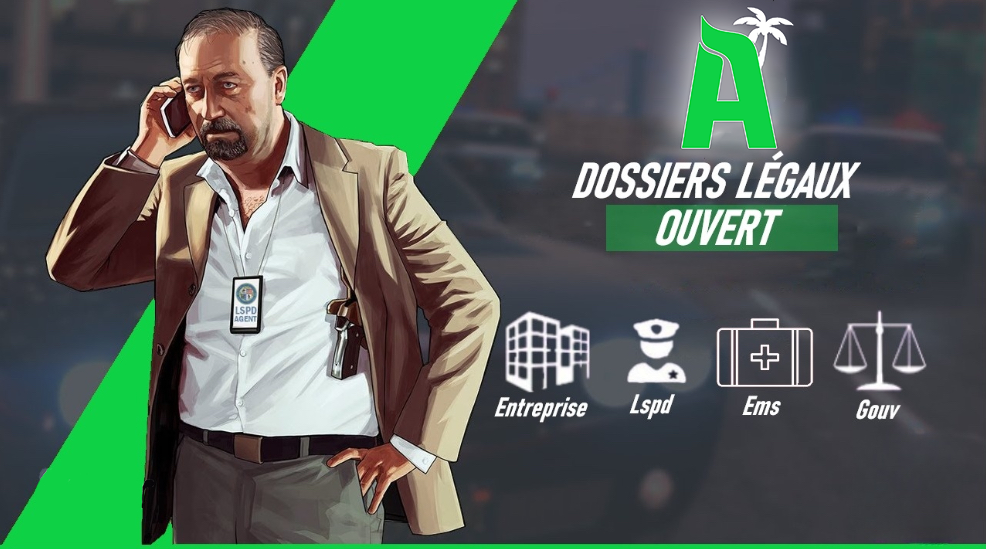 A
DOSSIERS LÉGAUX
OUVERT
LSPD
AGENT
Entreprise
Lspd
Ems
Gouv